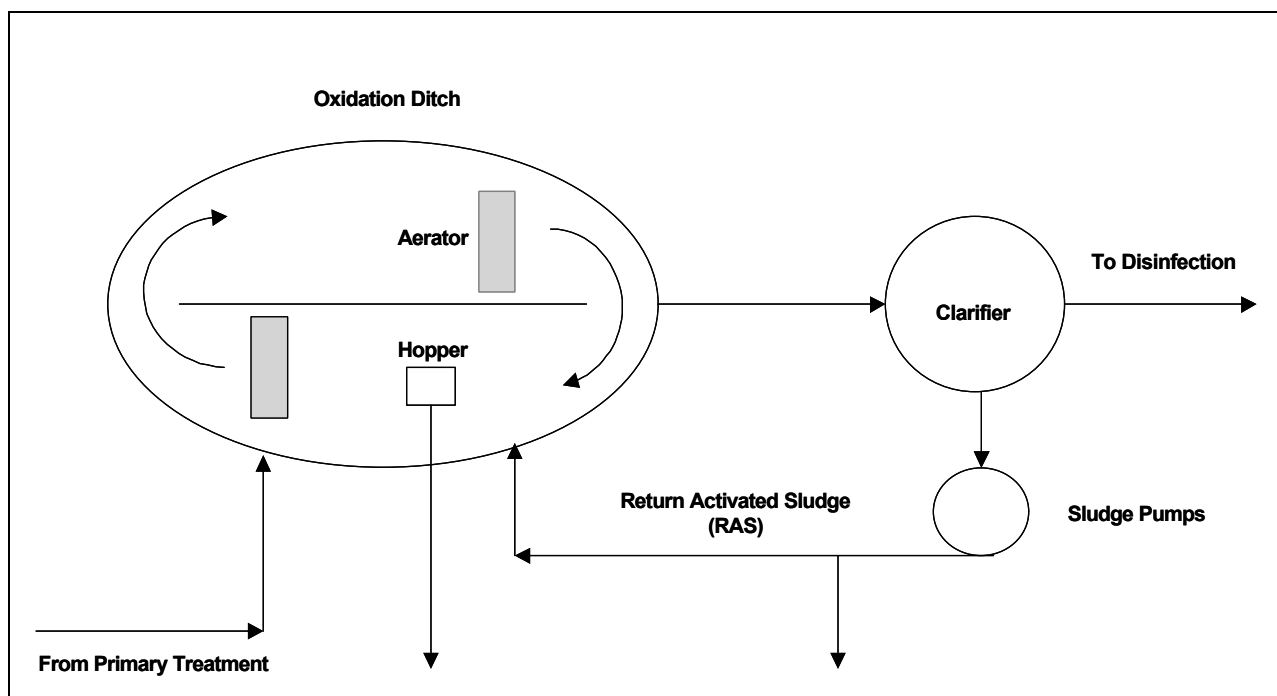 Oxidation Ditch
Aerator
To Disinfection
Clarifier
Hopper
Return Activated Sludge
(RAS)
Sludge Pumps
From Primary Treatment